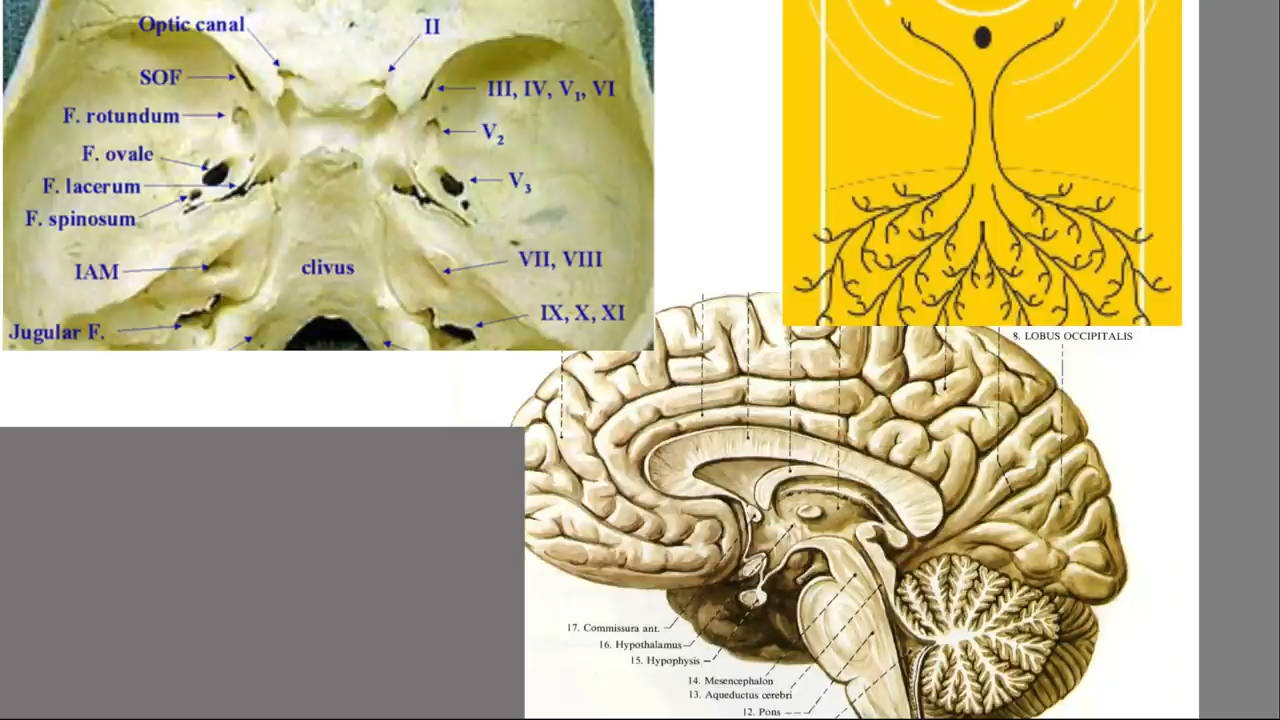 Optic canal
II
SOF
III, IV, V₁, VI
F. rotundum
V₂
F. ovale
V₃
F. lacerum
F. spinosum
IAM
clivus
VII, VIII
IX, X, XI
Jugular F.
8. LOBUS OCCIPITALIS
17. Commissura ant.
16. Hypothalamus
15. Hypophysis
14. Mesencephalon
13. Aqueductus cerebri
12. Pons